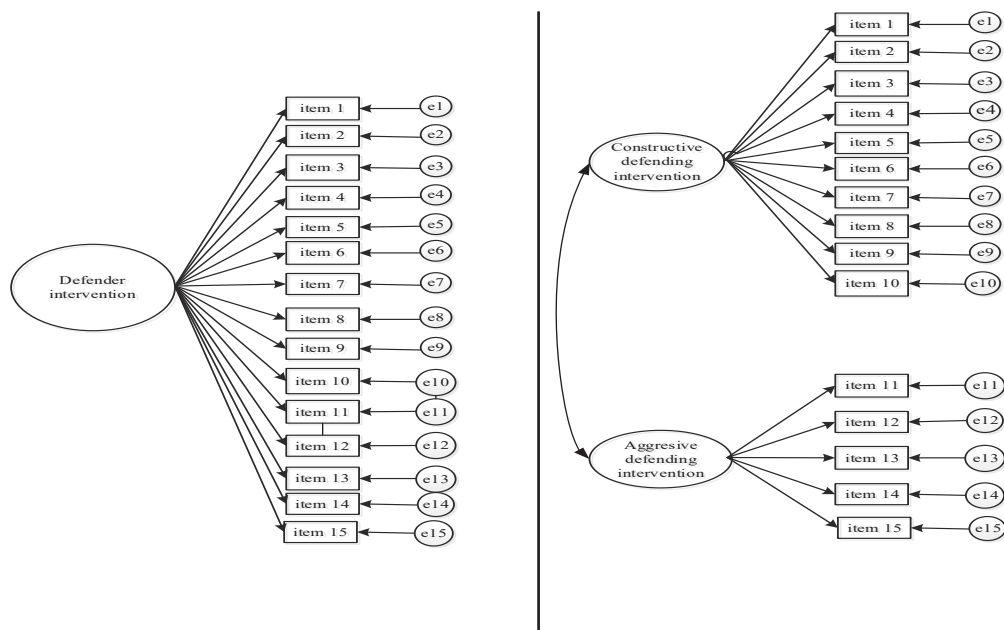 Defender
intervention
item 1
e1
item 2
e2
item 3
e3
item 4
e4
item 5
e5
item 6
e6
item 7
e7
item 8
e8
item 9
e9
item 10
e10
item 11
e11
item 12
e12
item 13
e13
item 14
e14
item 15
e15
Constructive
defending
intervention
item 1
e1
item 2
e2
item 3
e3
item 4
e4
item 5
e5
item 6
e6
item 7
e7
item 8
e8
item 9
e9
item 10
e10
Aggresive
defending
intervention
item 11
e11
item 12
e12
item 13
e13
item 14
e14
item 15
e15